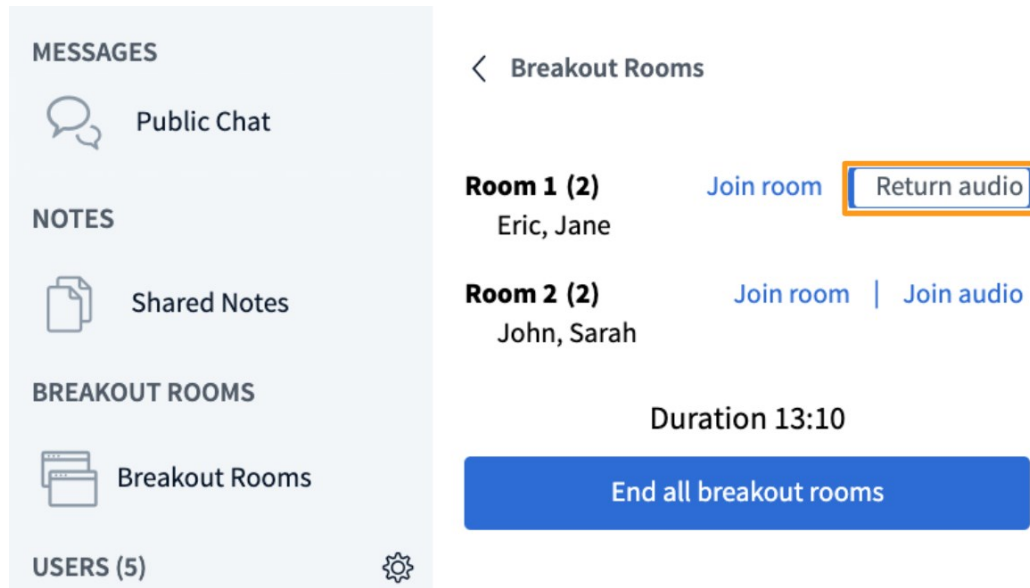 MESSAGES
Public Chat
NOTES
Shared Notes
BREAKOUT ROOMS
Breakout Rooms
USERS (5)
Breakout Rooms
Room 1 (2) Join room Return audio
Eric, Jane
Room 2 (2) Join room | Join audio
John, Sarah
Duration 13:10
End all breakout rooms